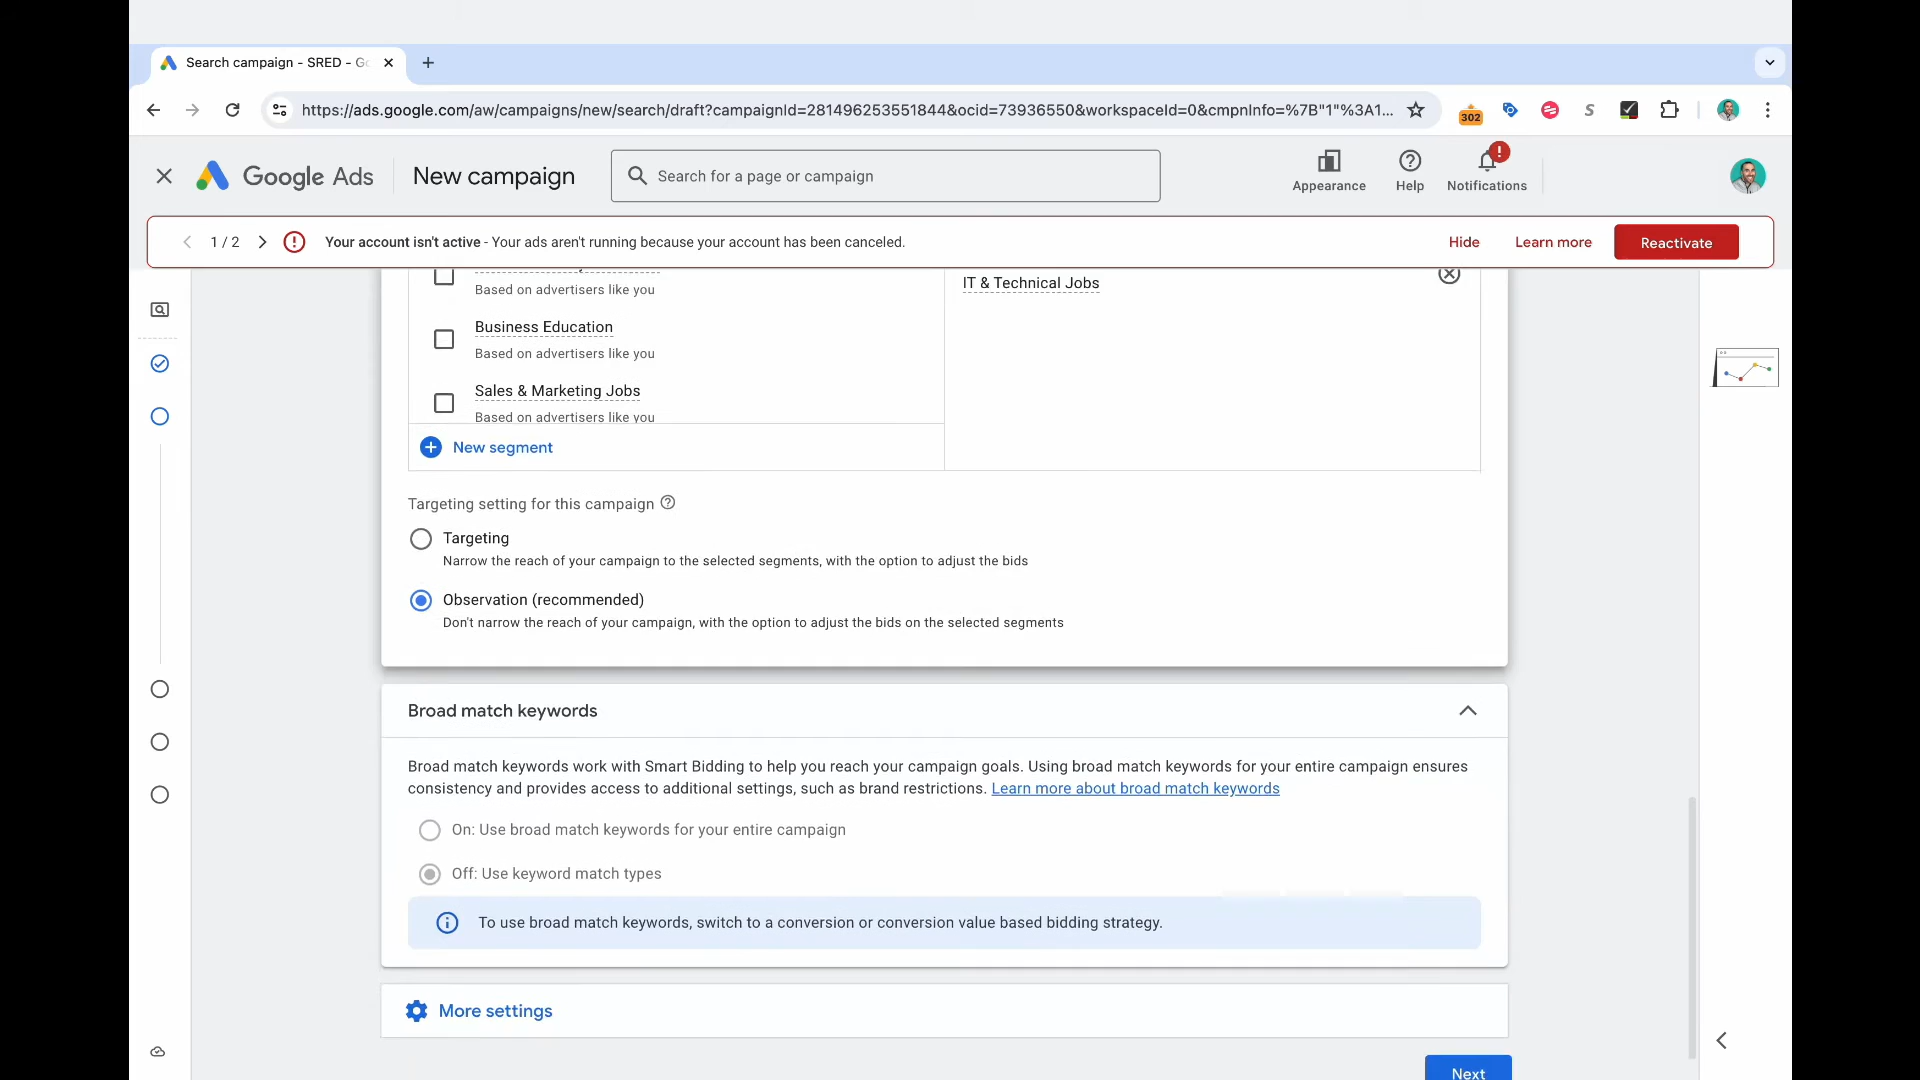 Search campaign - SRED - G
https://ads.google.com/aw/campaigns/new/search/draft?campaignId=281496253551844&ocid=73936550&workspaceId=0&cmpnInfo=%7B"1"%3A1...
302
S
Google Ads
New campaign
Search for a page or campaign
Appearance
Help
Notifications
1 / 2
Your account isn't active - Your ads aren't running because your account has been canceled.
Hide
Learn more
Reactivate
Based on advertisers like you
IT & Technical Jobs
Business Education
Based on advertisers like you
Sales & Marketing Jobs
Based on advertisers like you
New segment
Targeting setting for this campaign
Targeting
Narrow the reach of your campaign to the selected segments, with the option to adjust the bids
Observation (recommended)
Don't narrow the reach of your campaign, with the option to adjust the bids on the selected segments
Broad match keywords
Broad match keywords work with Smart Bidding to help you reach your campaign goals. Using broad match keywords for your entire campaign ensures
consistency and provides access to additional settings, such as brand restrictions. Learn more about broad match keywords
On: Use broad match keywords for your entire campaign
Off: Use keyword match types
To use broad match keywords, switch to a conversion or conversion value based bidding strategy.
More settings
Next